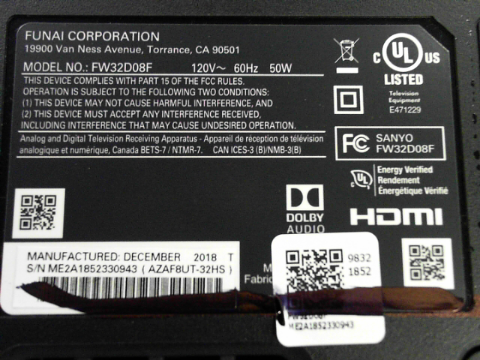 FUNAI CORPORATION
19900 Van Ness Avenue, Torrance, CA 90501
MODEL NO.: FW32D08F 120V~ 60Hz 50W
THIS DEVICE COMPLIES WITH PART 15 OF THE FCC RULES.
OPERATION IS SUBJECT TO THE FOLLOWING TWO CONDITIONS:
(1) THIS DEVICE MAY NOT CAUSE HARMFUL INTERFERENCE, AND
(2) THIS DEVICE MUST ACCEPT ANY INTERFERENCE RECEIVED,
INCLUDING INTERFERENCE THAT MAY CAUSE UNDESIRED OPERATION.
Analog and Digital Television Receiving Apparatus - Appareil de réception de télévision
analogique et numérique, Canada BETS-7 / NTMR-7. CAN ICES-3 (B)/NMB-3(B)
C UL US
LISTED
Television
Equipment
E471229
FC SANYO
FW32D08F
UL Energy Verified
Rendement
Énergétique Vérifié
DOLBY
AUDIO
HDMI
MANUFACTURED: DECEMBER 2018 T
S/N ME2A1852330943 ( AZAF8UT-32HS )
9832
1852
FW32D08F
ME2A1852330943